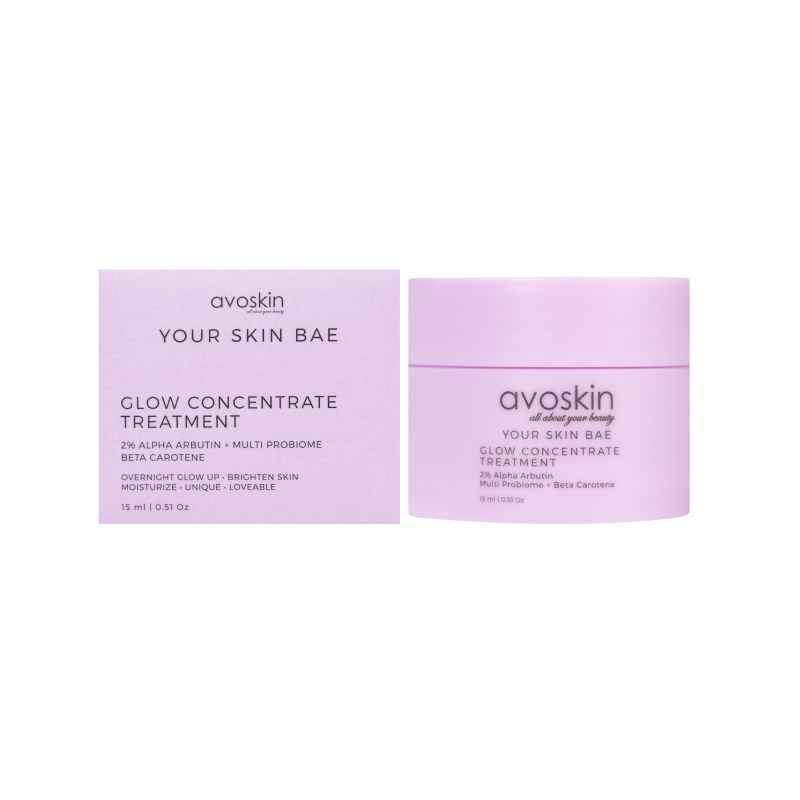 avoskin
all about your beauty
YOUR SKIN BAE
GLOW CONCENTRATE
TREATMENT
2% ALPHA ARBUTIN + MULTI PROBIOME
BETA CAROTENE
OVERNIGHT GLOW UP · BRIGHTEN SKIN
MOISTURIZE · UNIQUE · LOVEABLE
15 ml | 0.51 Oz
avoskin
all about your beauty
YOUR SKIN BAE
GLOW CONCENTRATE
TREATMENT
2% Alpha Arbutin
Multi Probiome + Beta Carotene
15 ml | 0.51 Oz